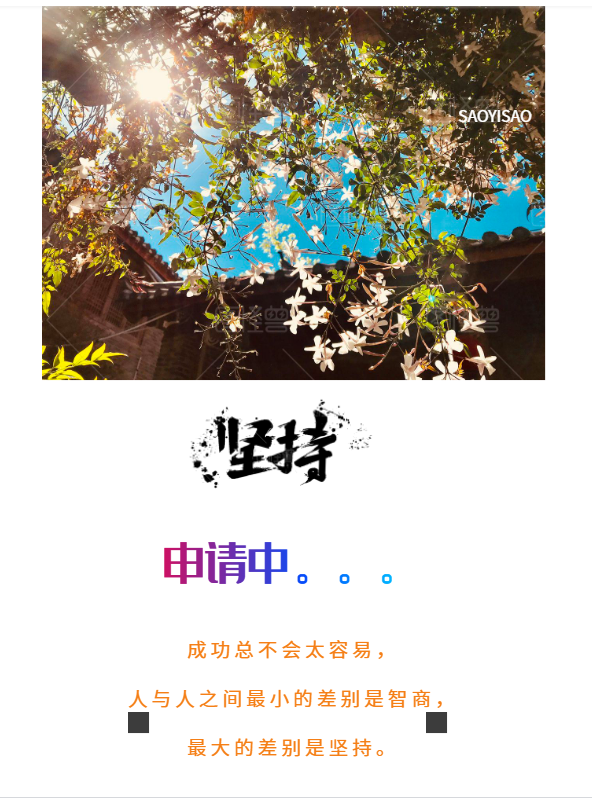 SAOYISAO
坚持
申请中。。。
成功总不会太容易，
人与人之间最小的差别是智商，
最大的差别是坚持。